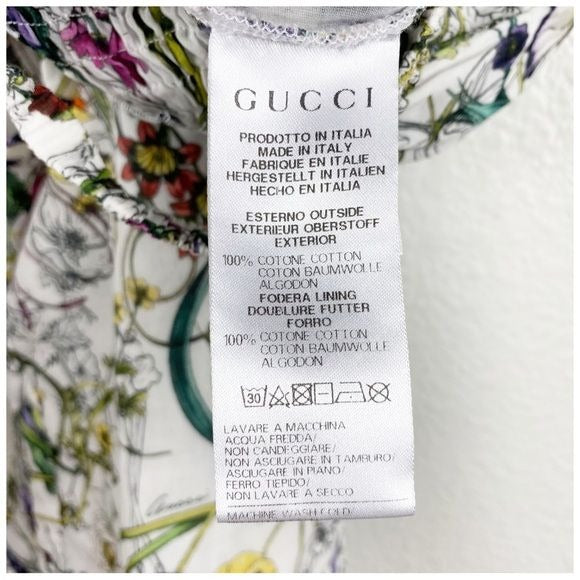 GUCCI
PRODOTTO IN ITALIA
MADE IN ITALY
FABRIQUE EN ITALIE
HERGESTELLT IN ITALIEN
HECHO EN ITALIA
ESTERNO OUTSIDE
EXTERIEUR OBERSTOFF
EXTERIOR
100% COTONE COTTON
COTON BAUMWOLLE
ALGODON
FODERA LINING
DOUBLURE FUTTER
FORRO
100% COTONE COTTON
COTON BAUMWOLLE
ALGODON
30
LAVARE A MACCHINA
ACQUA FREDDA/
NON CANDEGGIARE/
NON ASCIUGARE IN TAMBURO/
ASCIUGARE IN PIANO/
FERRO TIEPIDO/
NON LAVARE A SECCO
MACHINE WASH COLD/